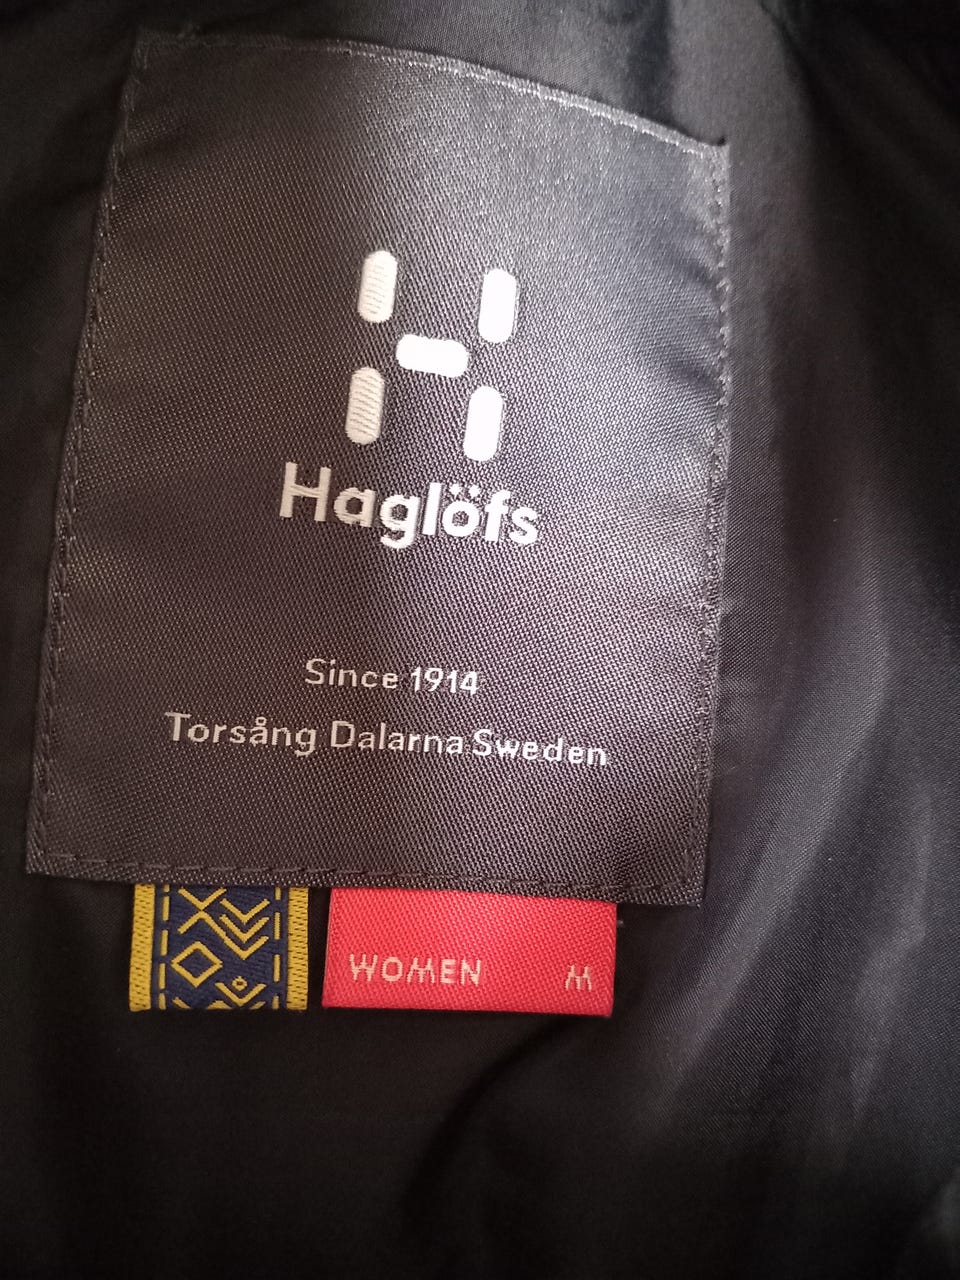 Haglöfs
Since 1914
Torsång Dalarna Sweden
WOMEN M